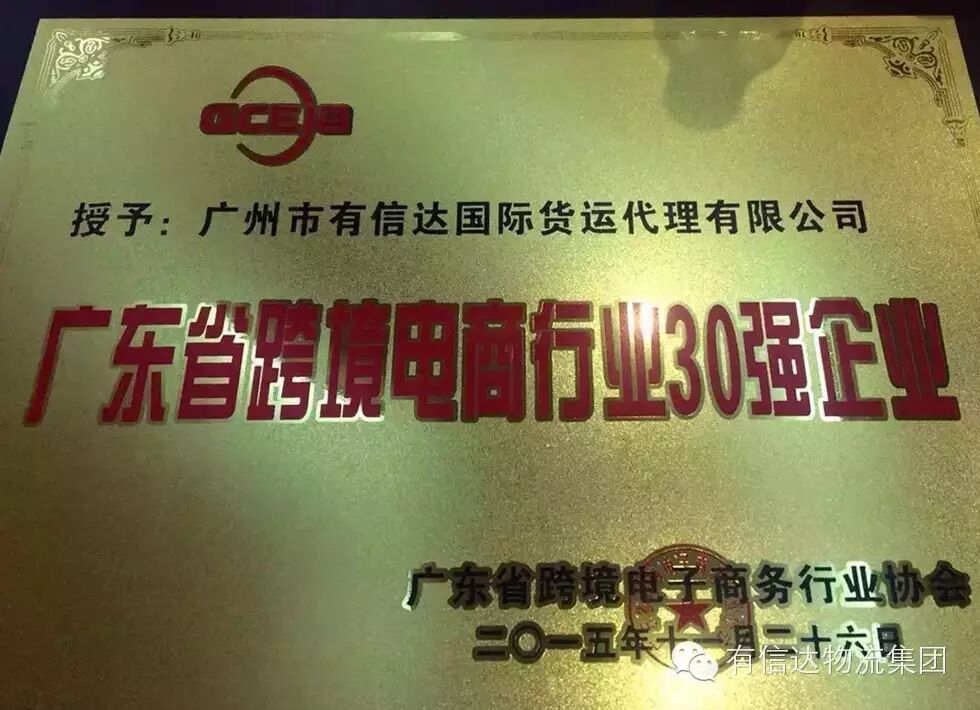 GCEIA
授予：广州市有信达国际货运代理有限公司
广东省跨境电商行业30强企业
广东省跨境电子商务行业协会
二〇一五年十一月二十六日
有信达物流集团